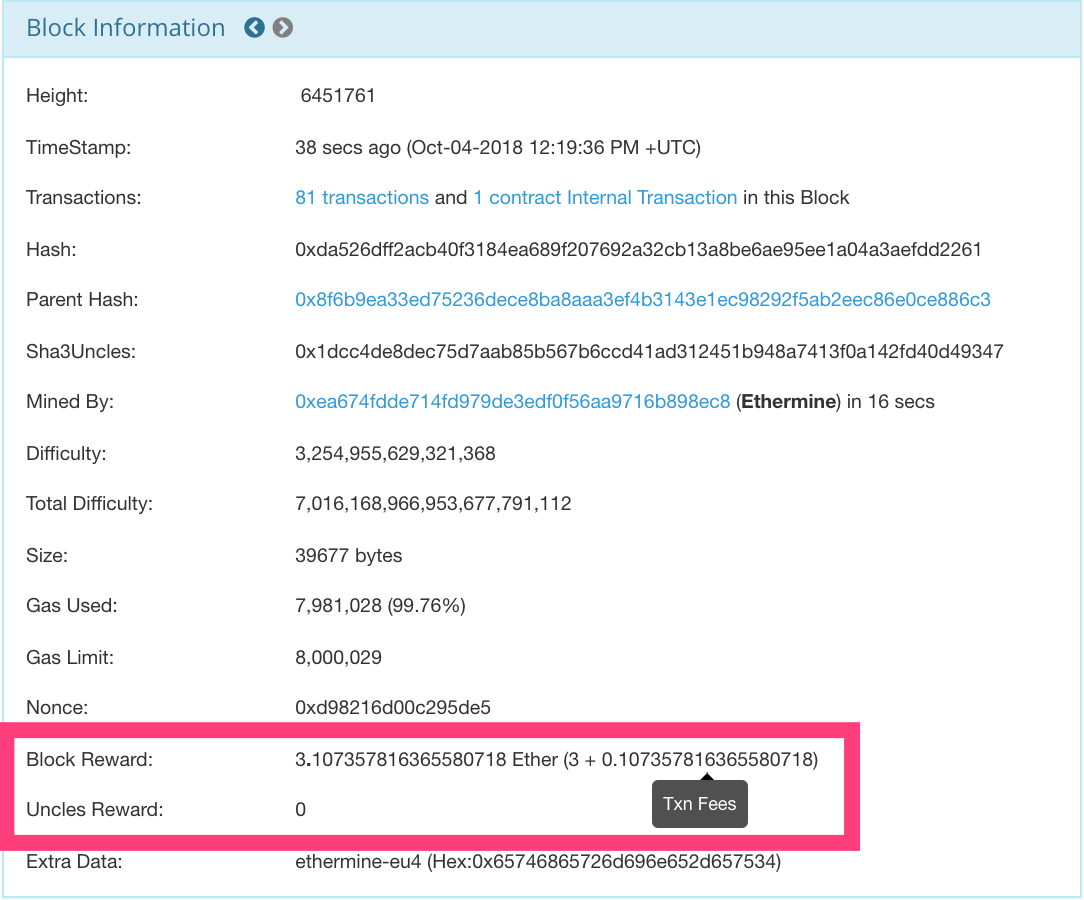 Block Information
Height: 6451761
TimeStamp: 38 secs ago (Oct-04-2018 12:19:36 PM +UTC)
Transactions: 81 transactions and 1 contract Internal Transaction in this Block
Hash: 0xda526dff2acb40f3184ea689f207692a32cb13a8be6ae95ee1a04a3aefdd2261
Parent Hash: 0x8f6b9ea33ed75236dece8ba8aaa3ef4b3143e1ec98292f5ab2eec86e0ce886c3
Sha3Uncles: 0x1dcc4de8dec75d7aab85b567b6ccd41ad312451b948a7413f0a142fd40d49347
Mined By: 0xea674fdde714fd979de3edf0f56aa9716b898ec8 (Ethermine) in 16 secs
Difficulty: 3,254,955,629,321,368
Total Difficulty: 7,016,168,966,953,677,791,112
Size: 39677 bytes
Gas Used: 7,981,028 (99.76%)
Gas Limit: 8,000,029
Nonce: 0xd98216d00c295de5
Block Reward: 3.107357816365580718 Ether (3 + 0.107357816365580718)
Txn Fees
Uncles Reward: 0
Extra Data: ethermine-eu4 (Hex:0x65746865726d696e652d657534)